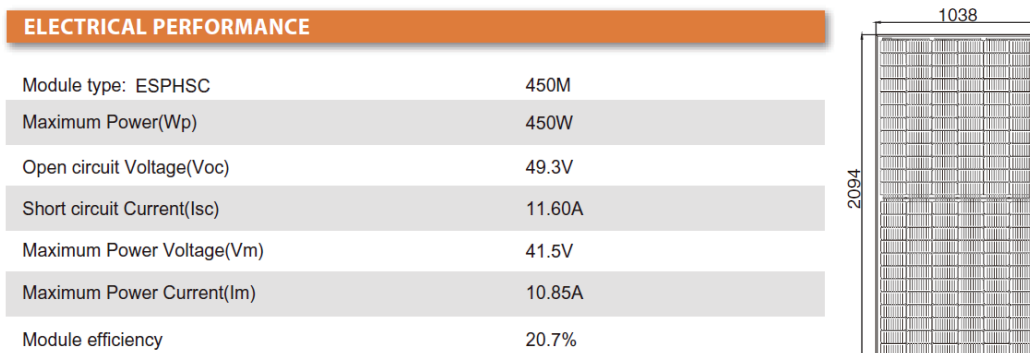 ELECTRICAL PERFORMANCE
Module type: ESPHSC 450M
Maximum Power(Wp) 450W
Open circuit Voltage(Voc) 49.3V
Short circuit Current(Isc) 11.60A
Maximum Power Voltage(Vm) 41.5V
Maximum Power Current(Im) 10.85A
Module efficiency 20.7%
1038
2094